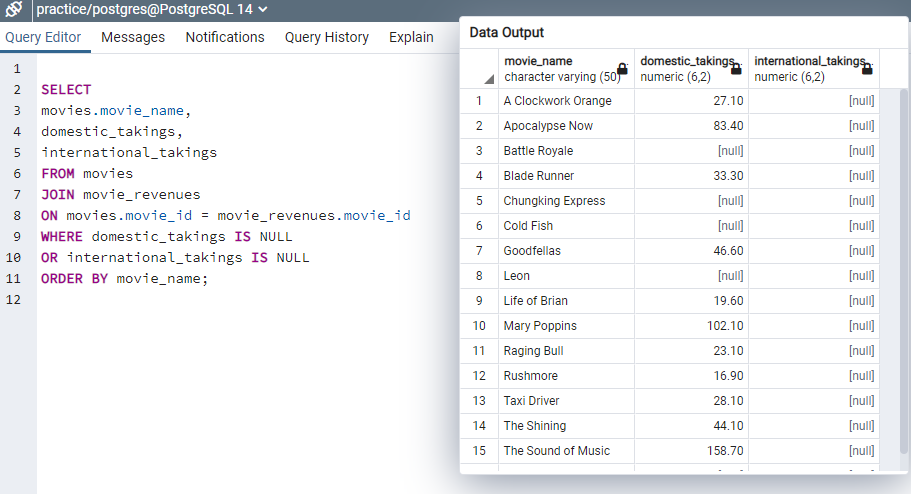 practice/postgres@PostgreSQL 14
Query Editor Messages Notifications Query History Explain
1
2 SELECT
3 movies.movie_name,
4 domestic_takings,
5 international_takings
6 FROM movies
7 JOIN movie_revenues
8 ON movies.movie_id = movie_revenues.movie_id
9 WHERE domestic_takings IS NULL
10 OR international_takings IS NULL
11 ORDER BY movie_name;
12
Data Output
movie_name domestic_takings international_takings
character varying (50) numeric (6,2) numeric (6,2)
1 A Clockwork Orange 27.10 [null]
2 Apocalypse Now 83.40 [null]
3 Battle Royale [null] [null]
4 Blade Runner 33.30 [null]
5 Chungking Express [null] [null]
6 Cold Fish [null] [null]
7 Goodfellas 46.60 [null]
8 Leon [null] [null]
9 Life of Brian 19.60 [null]
10 Mary Poppins 102.10 [null]
11 Raging Bull 23.10 [null]
12 Rushmore 16.90 [null]
13 Taxi Driver 28.10 [null]
14 The Shining 44.10 [null]
15 The Sound of Music 158.70 [null]